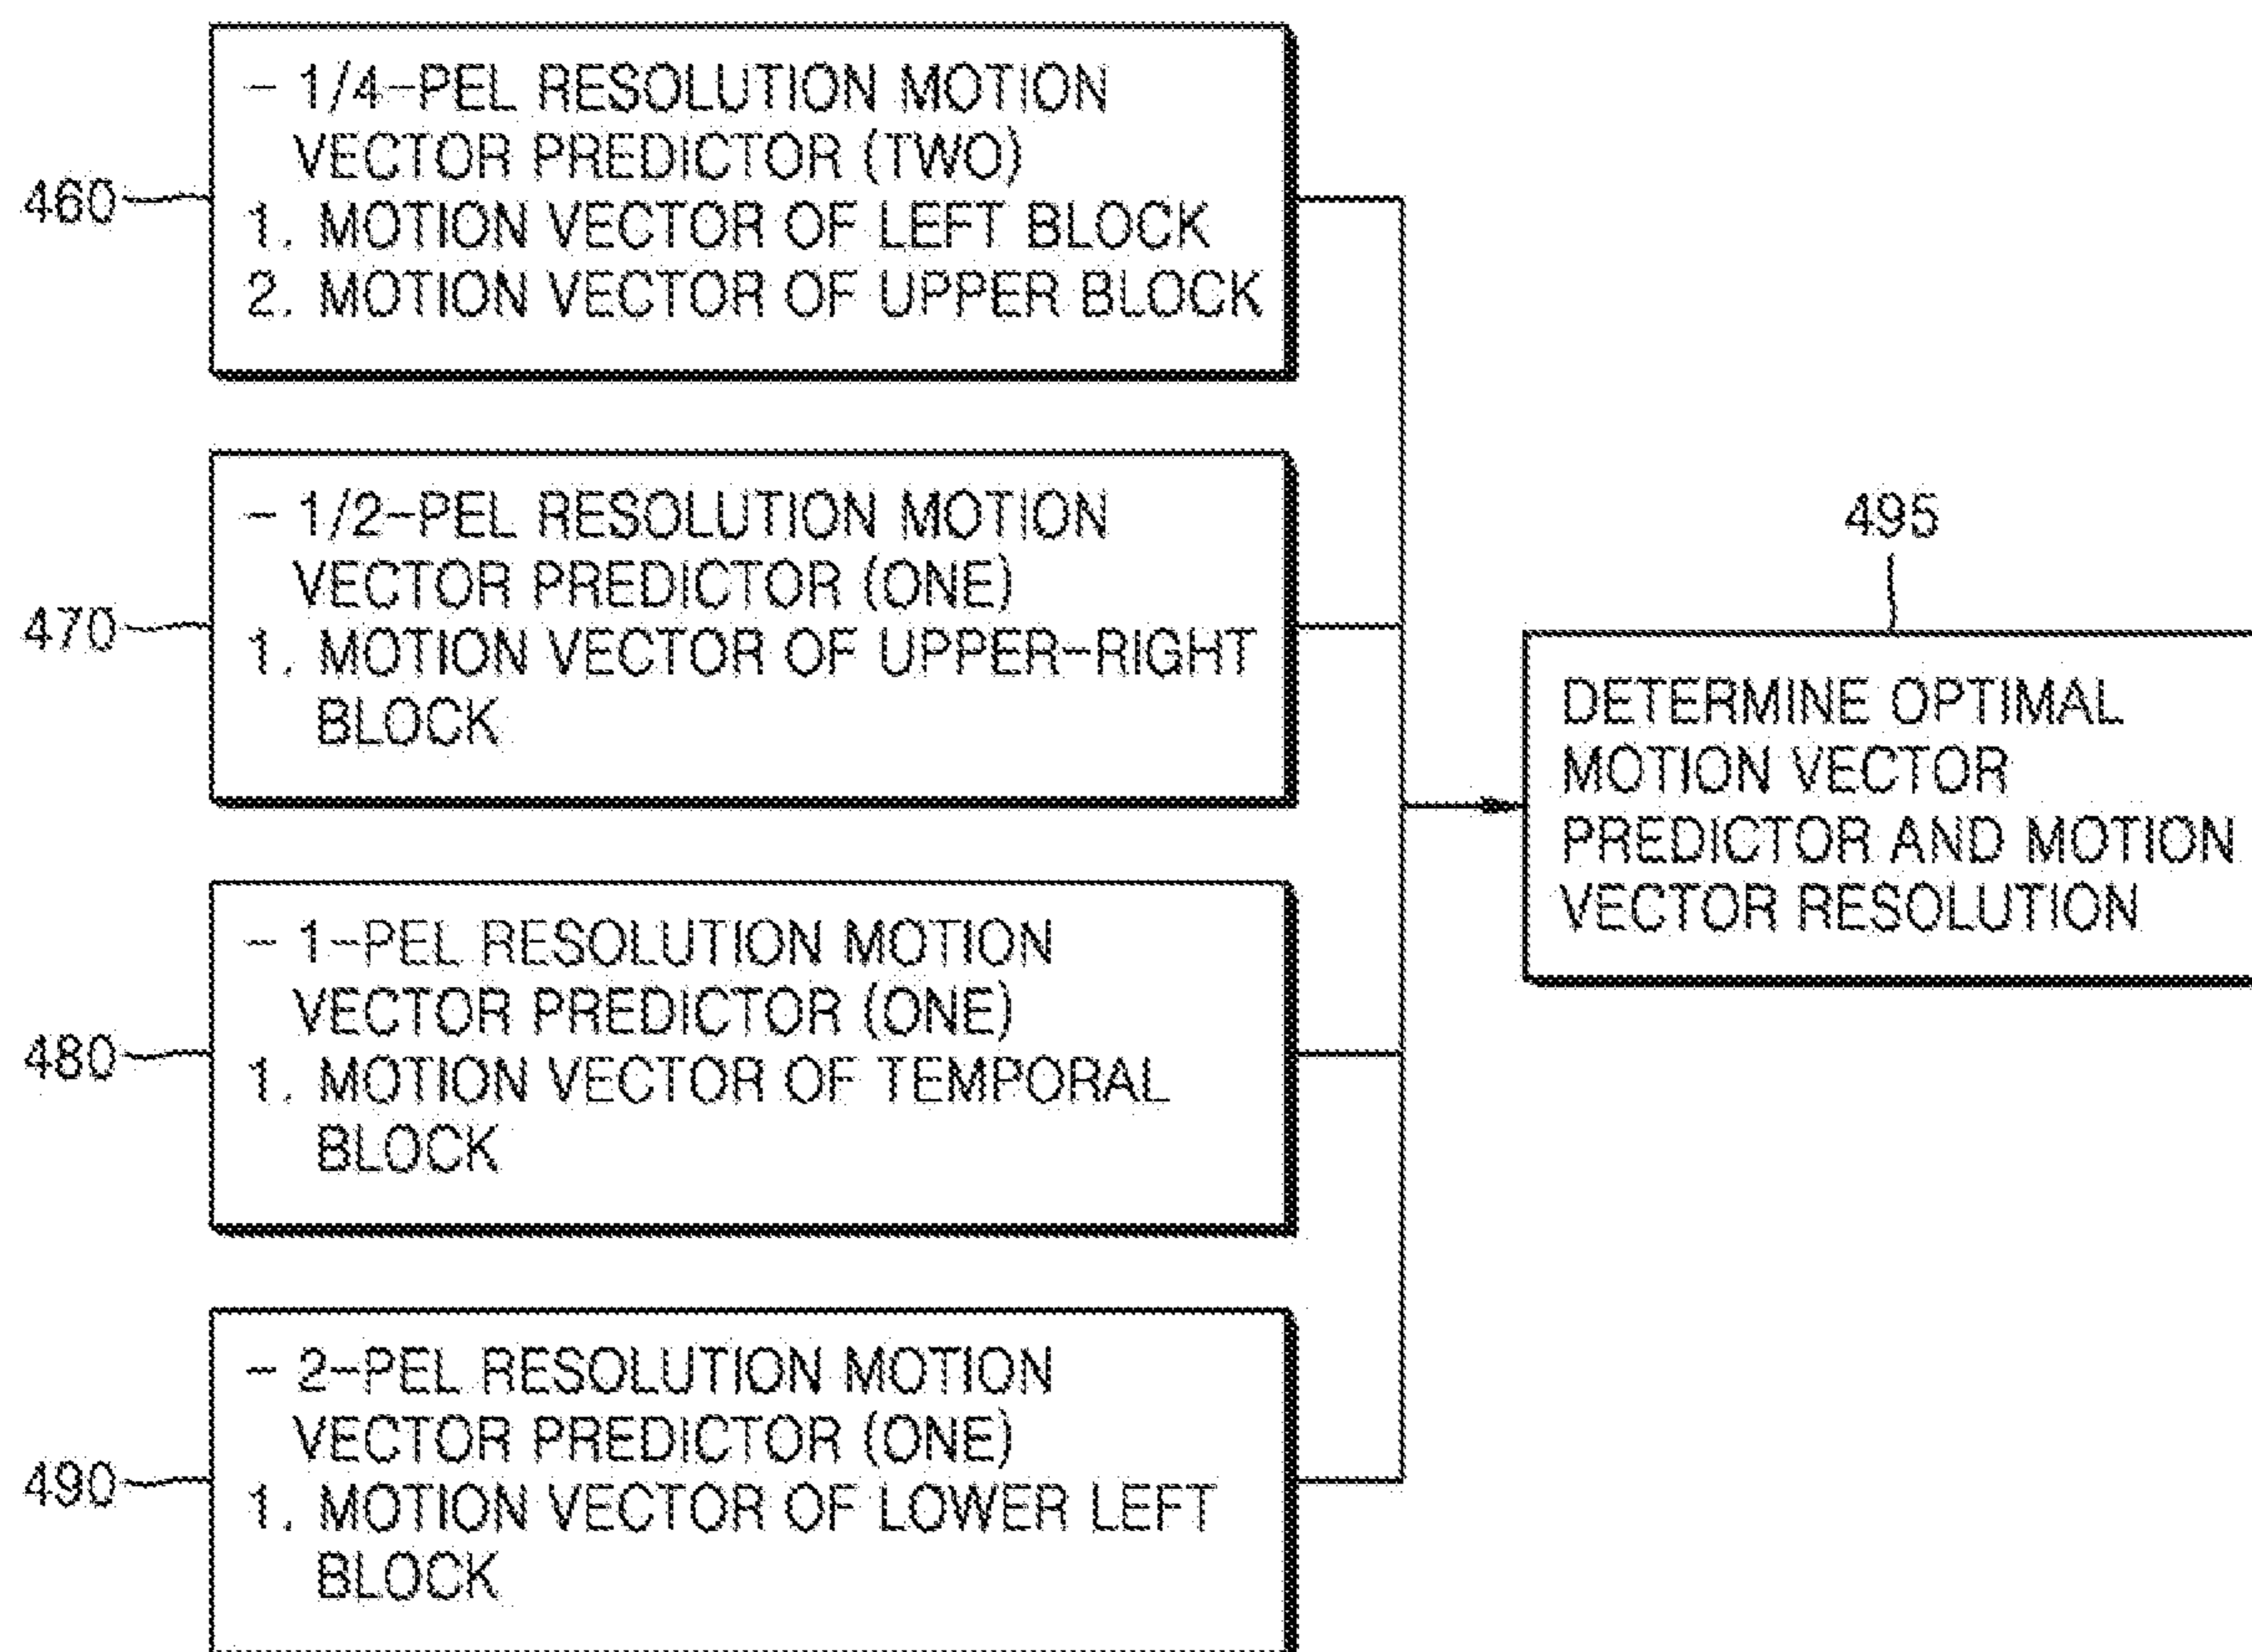 460
- 1/4-PEL RESOLUTION MOTION
VECTOR PREDICTOR (TWO)
1. MOTION VECTOR OF LEFT BLOCK
2. MOTION VECTOR OF UPPER BLOCK
470
- 1/2-PEL RESOLUTION MOTION
VECTOR PREDICTOR (ONE)
1. MOTION VECTOR OF UPPER-RIGHT
BLOCK
480
- 1-PEL RESOLUTION MOTION
VECTOR PREDICTOR (ONE)
1. MOTION VECTOR OF TEMPORAL
BLOCK
490
- 2-PEL RESOLUTION MOTION
VECTOR PREDICTOR (ONE)
1. MOTION VECTOR OF LOWER LEFT
BLOCK
495
DETERMINE OPTIMAL
MOTION VECTOR
PREDICTOR AND MOTION
VECTOR RESOLUTION